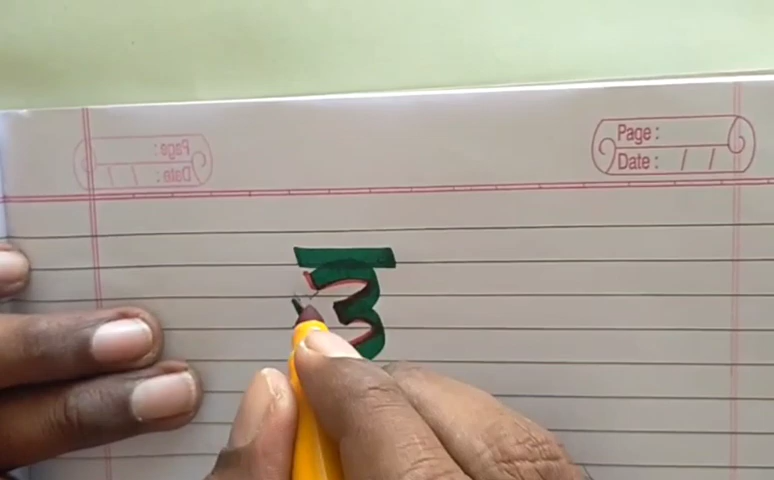 Page :
Date : / /
उ